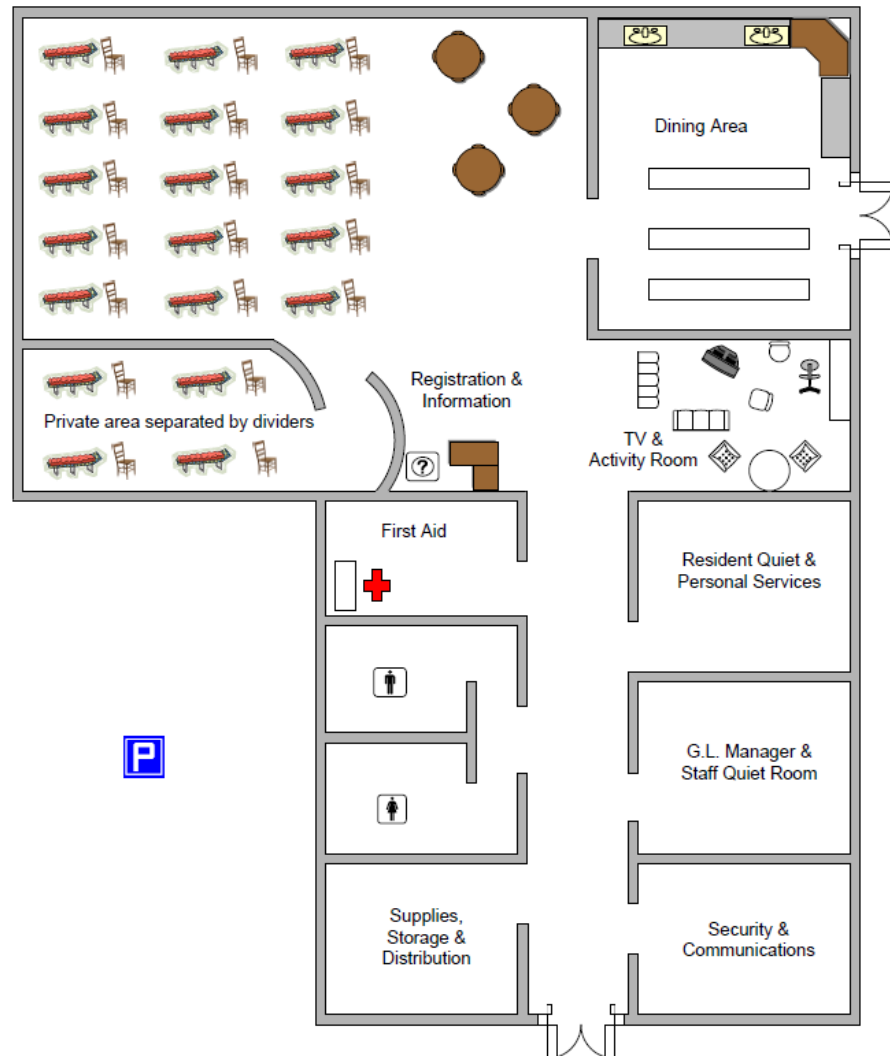 Dining Area
Registration &
Information
Private area separated by dividers
?
TV &
Activity Room
First Aid
Resident Quiet &
Personal Services
P
G.L. Manager &
Staff Quiet Room
Supplies,
Storage &
Distribution
Security &
Communications